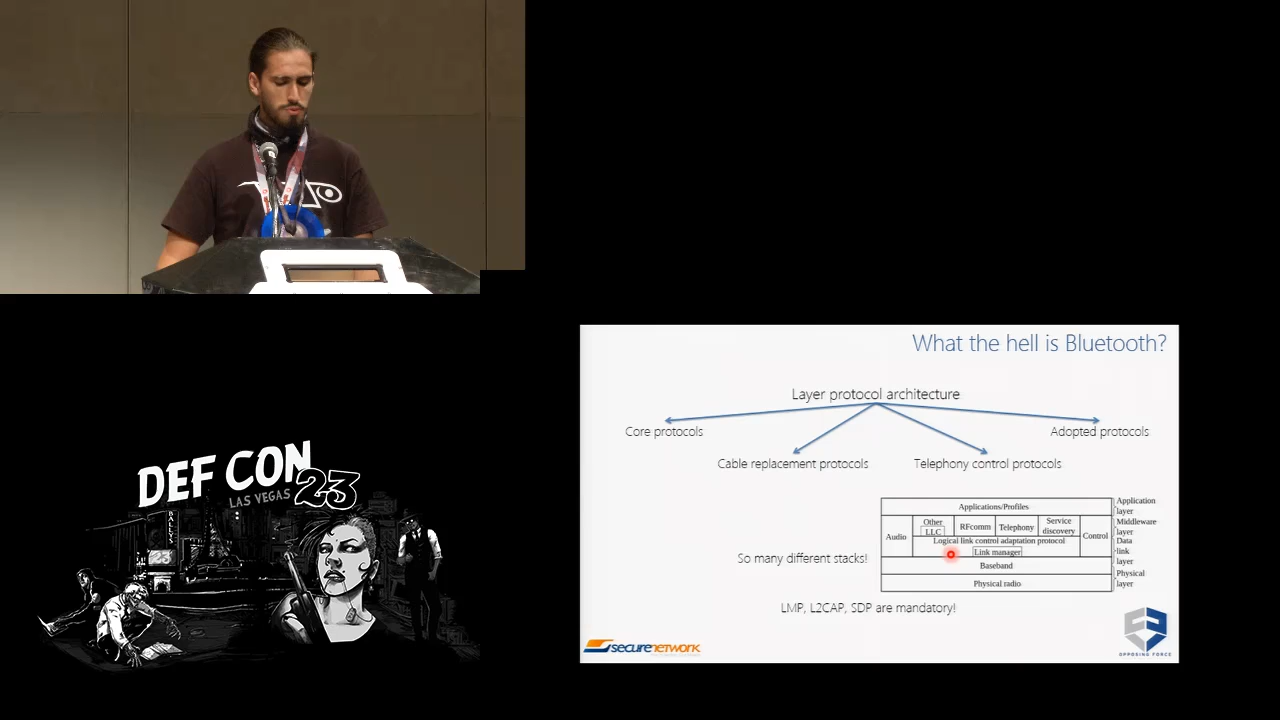 DEF CON
LAS VEGAS 23
BALLYS
What the hell is Bluetooth?
Layer protocol architecture
Core protocols
Adopted protocols
Cable replacement protocols
Telephony control protocols
Applications/Profiles
Application layer
Audio
Other LLC
RFcomm
Telephony
Service discovery
Control
Middleware layer
Logical link control adaptation protocol
Link manager
Data link layer
Baseband
Physical radio
Physical layer
So many different stacks!
LMP, L2CAP, SDP are mandatory!
securenetwork
OPPOSING FORCE